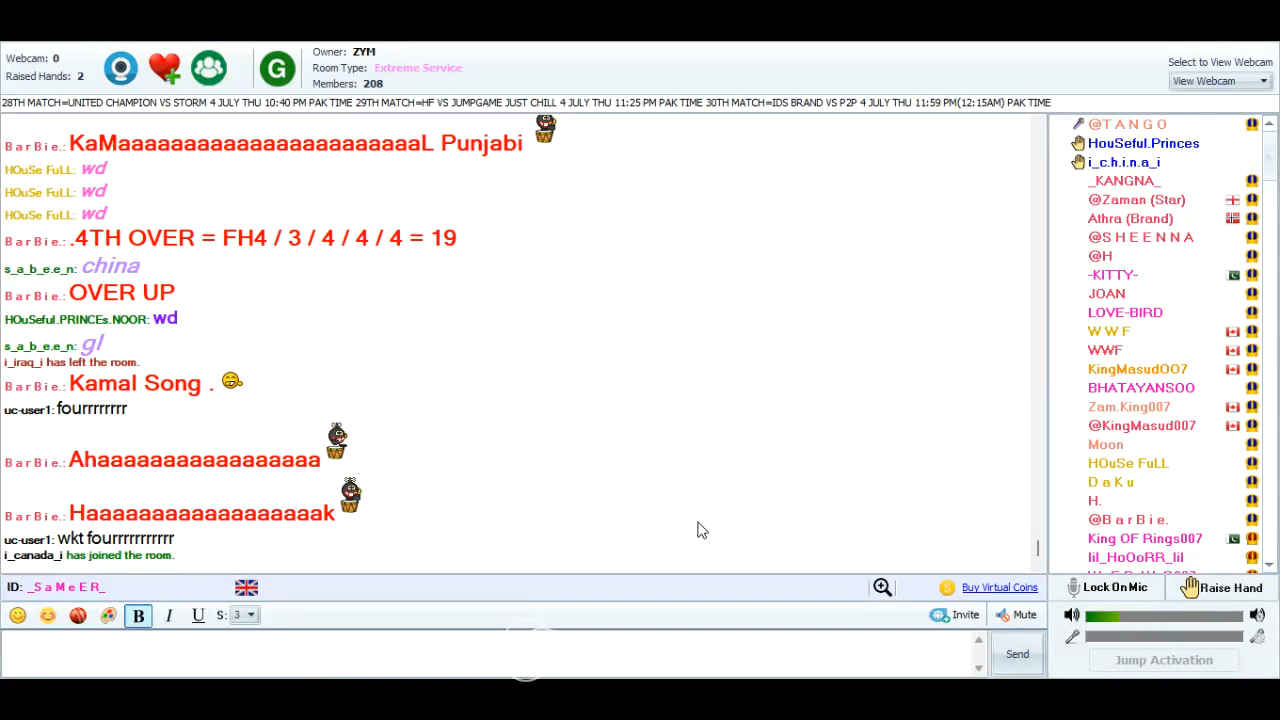 Webcam: 0
Raised Hands: 2
G
Owner: ZYM
Room Type: Extreme Service
Members: 208
Select to View Webcam
View Webcam
28TH MATCH=UNITED CHAMPION VS STORM 4 JULY THU 10:40 PM PAK TIME 29TH MATCH=HF VS JUMPGAME JUST CHILL 4 JULY THU 11:25 PM PAK TIME 30TH MATCH=IDS BRAND VS P2P 4 JULY THU 11:59 PM(12:15AM) PAK TIME
B a r B i e .: KaMaaaaaaaaaaaaaaaaaaaaaaaL Punjabi
HOuSe FuLL: wd
HOuSe FuLL: wd
HOuSe FuLL: wd
B a r B i e .: .4TH OVER = FH4 / 3 / 4 / 4 / 4 = 19
s_a_b_e.e_n: china
B a r B i e .: OVER UP
HOuSeful.PRINCEs.NOOR: wd
s_a_b_e.e_n: gl
i_iraq_i has left the room.
B a r B i e .: Kamal Song .
uc-user1: fourrrrrrrr
B a r B i e .: Ahaaaaaaaaaaaaaaaaa
B a r B i e .: Haaaaaaaaaaaaaaaaaak
uc-user1: wkt fourrrrrrrrrrr
i_canada_i has joined the room.
@T A N G O
HouSeful.Princes
i_c.h.i.n.a_i
_KANGNA_
@Zaman (Star)
Athra (Brand)
@S H E E N N A
@H
-KITTY-
JOAN
LOVE-BIRD
W W F
WWF
KingMasudOO7
BHATAYANSOO
Zam.King007
@KingMasud007
Moon
HOuSe FuLL
D a K u
H.
@B a r B i e .
King OF Rings007
lil_HoOoRR_lil
ID: _S a M e E R_
Buy Virtual Coins
Lock On Mic
Raise Hand
B I U S: 3
Invite
Mute
Send
Jump Activation